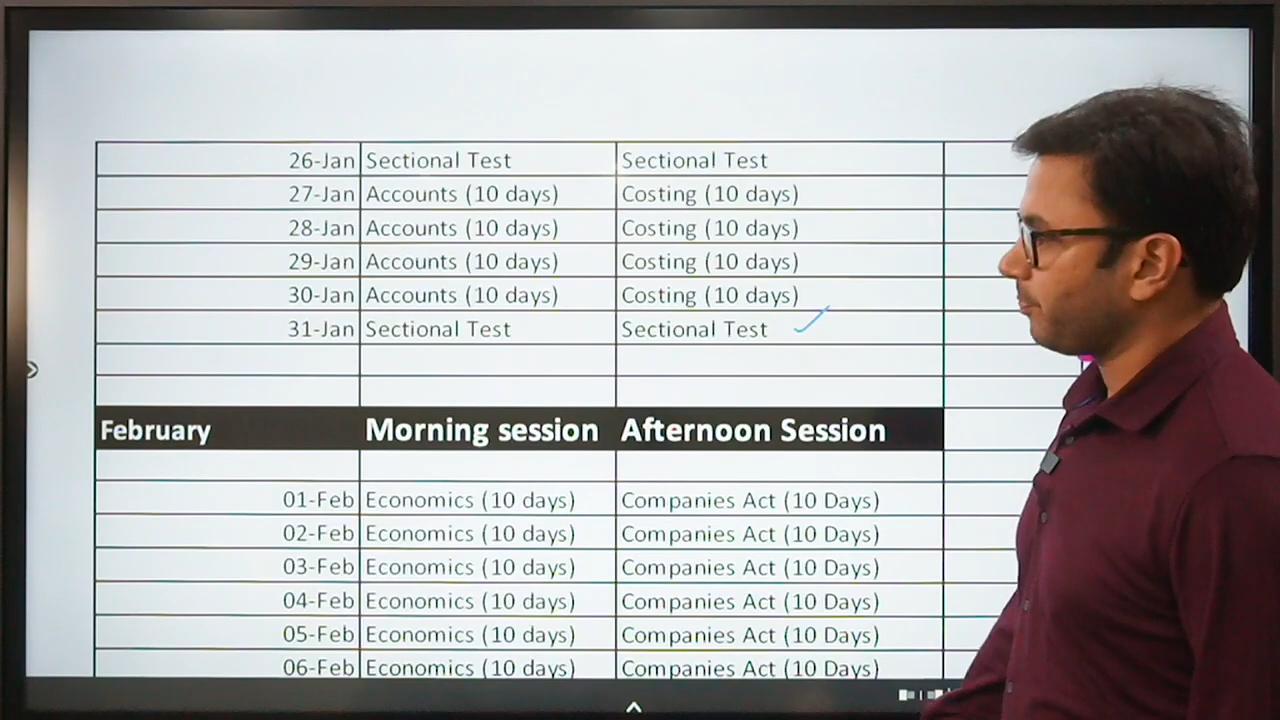 26-Jan Sectional Test Sectional Test
27-Jan Accounts (10 days) Costing (10 days)
28-Jan Accounts (10 days) Costing (10 days)
29-Jan Accounts (10 days) Costing (10 days)
30-Jan Accounts (10 days) Costing (10 days)
31-Jan Sectional Test Sectional Test
February Morning session Afternoon Session
01-Feb Economics (10 days) Companies Act (10 Days)
02-Feb Economics (10 days) Companies Act (10 Days)
03-Feb Economics (10 days) Companies Act (10 Days)
04-Feb Economics (10 days) Companies Act (10 Days)
05-Feb Economics (10 days) Companies Act (10 Days)
06-Feb Economics (10 days) Companies Act (10 Days)